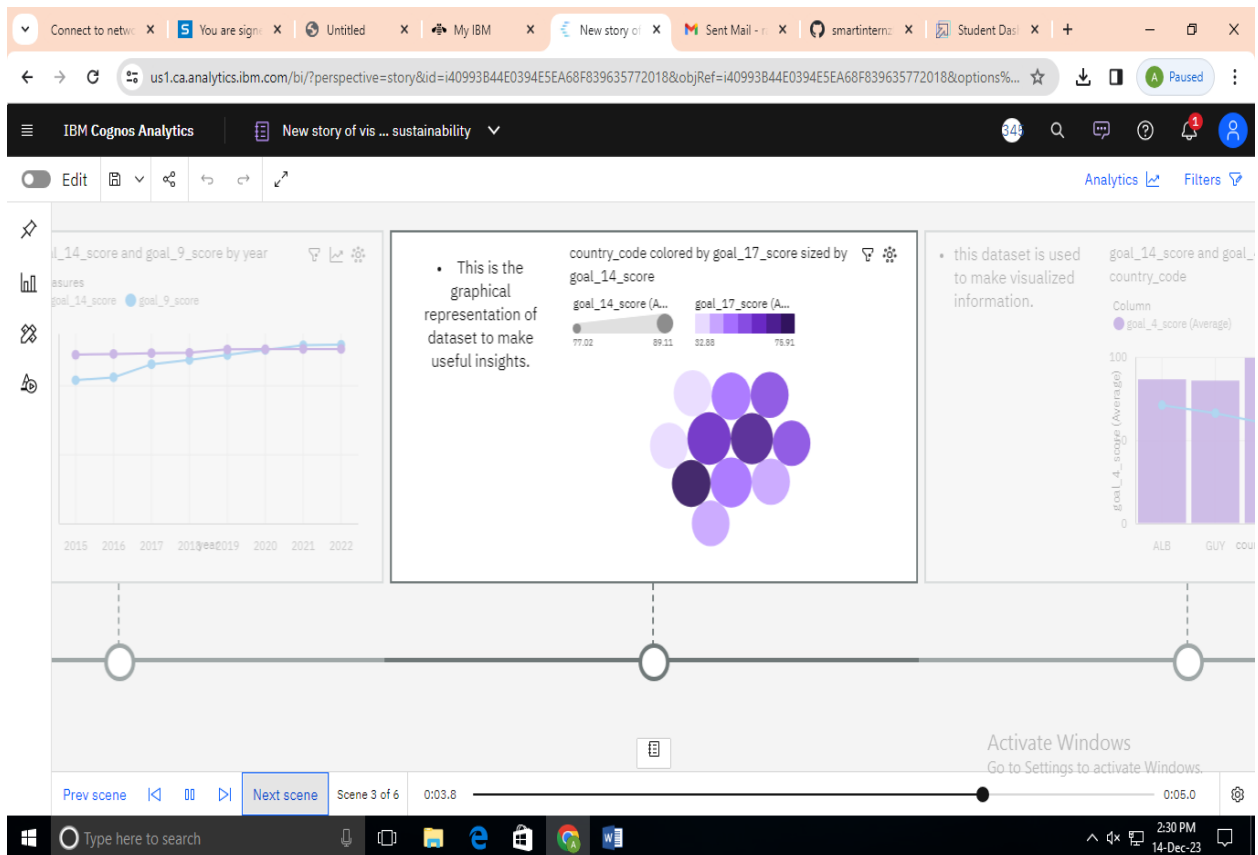 Connect to netwo
You are signe
Untitled
My IBM
New story of
Sent Mail - n
smartinternz
Student Dash
us1.ca.analytics.ibm.com/bi/?perspective=story&id=i40993B44E0394E5EA68F839635772018&objRef=i40993B44E0394E5EA68F839635772018&options%...
A Paused
IBM Cognos Analytics
New story of vis ... sustainability
1
Edit
Analytics
Filters
l_14_score and goal_9_score by year
asures
goal_14_score goal_9_score
2015 2016 2017 2018 year 2019 2020 2021 2022
• This is the
graphical
representation of
dataset to make
useful insights.
country_code colored by goal_17_score sized by
goal_14_score
goal_14_score (A... goal_17_score (A...
77.02 89.11 32.88 75.91
• this dataset is used
to make visualized
information.
goal_14_score and goal_
country_code
Column
goal_4_score (Average)
100
goal_4_score (Average)
0
ALB GUY cou
Activate Windows
Go to Settings to activate Windows.
Prev scene
Next scene
Scene 3 of 6
0:03.8
0:05.0
Type here to search
2:30 PM
14-Dec-23